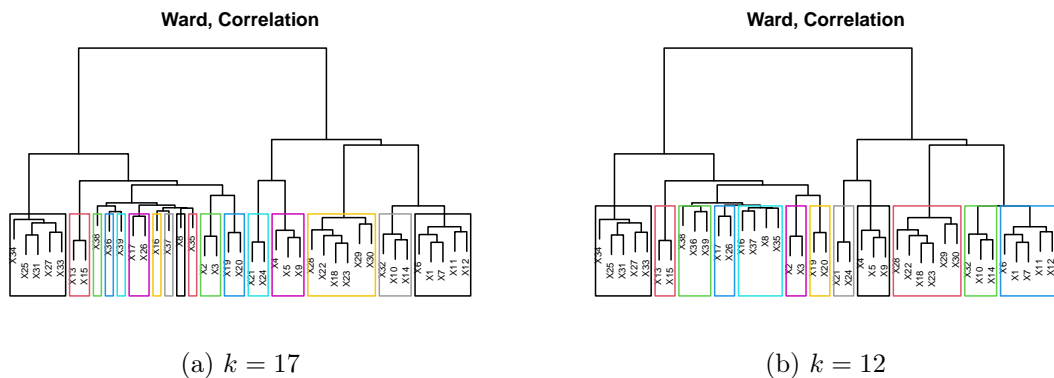 Ward, Correlation
X34
X25
X31
X27
X33
X13
X15
X38
X36
X39
X17
X26
X16
X37
X8
X35
X2
X3
X19
X20
X21
X24
X4
X5
X9
X28
X22
X18
X23
X29
X30
X32
X10
X14
X6
X1
X7
X11
X12
(a) k = 17
Ward, Correlation
X34
X25
X31
X27
X33
X13
X15
X38
X36
X39
X17
X26
X16
X37
X8
X35
X2
X3
X19
X20
X21
X24
X4
X5
X9
X28
X22
X18
X23
X29
X30
X32
X10
X14
X6
X1
X7
X11
X12
(b) k = 12